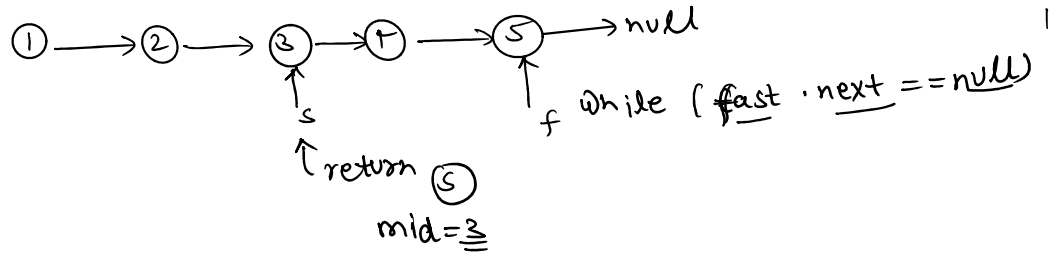 1 2 3 4 5 null
s
f while (fast . next == null)
return S
mid = 3